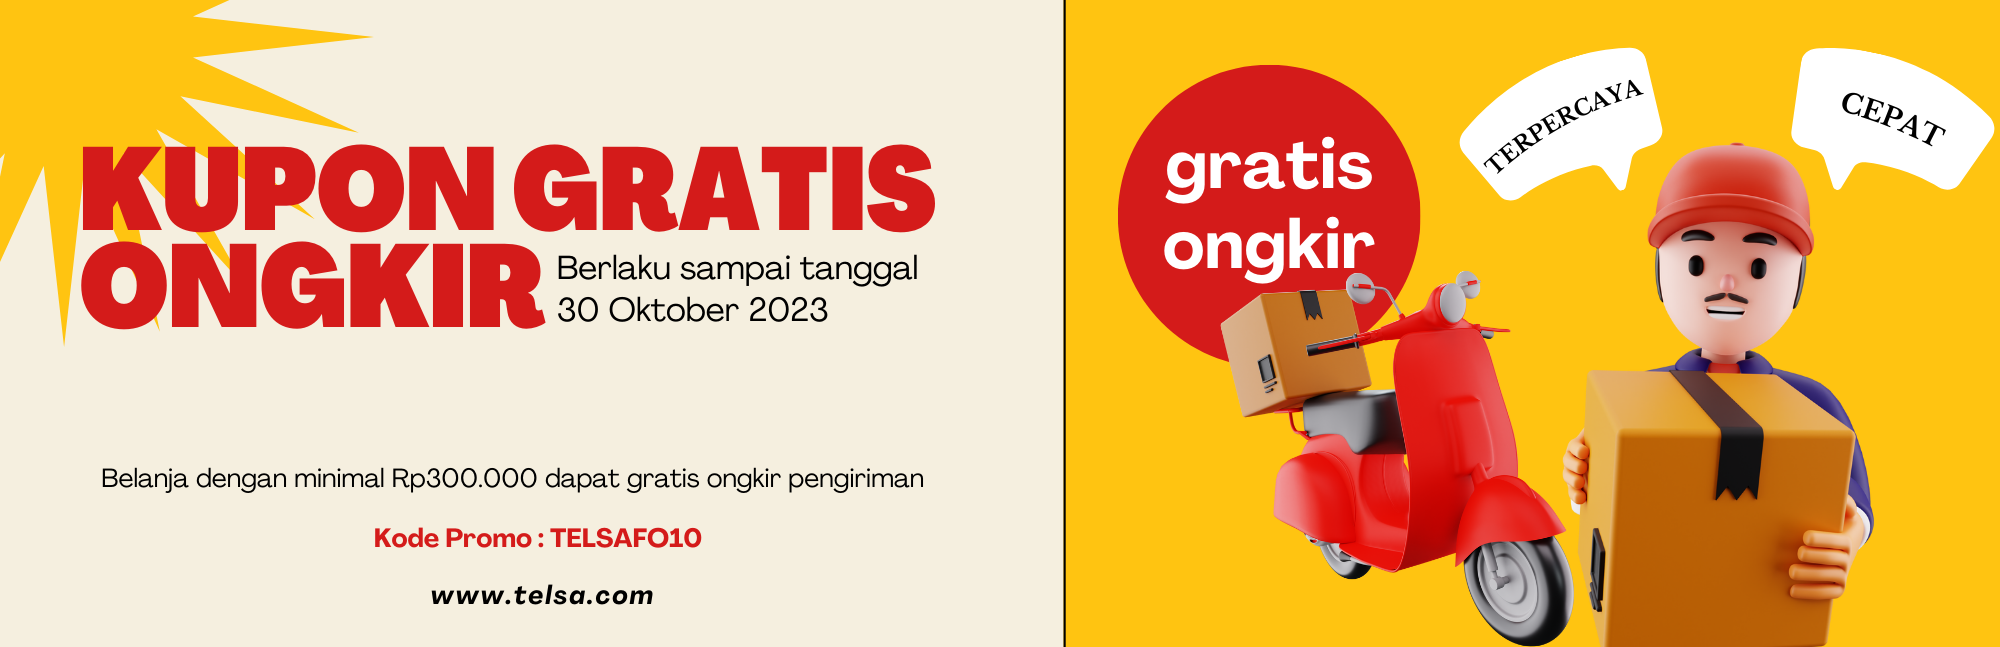 KUPON GRATIS
ONGKIR
Berlaku sampai tanggal
30 Oktober 2023
Belanja dengan minimal Rp300.000 dapat gratis ongkir pengiriman
Kode Promo : TELSAFO10
www.telsa.com
gratis
ongkir
TERPERCAYA
CEPAT